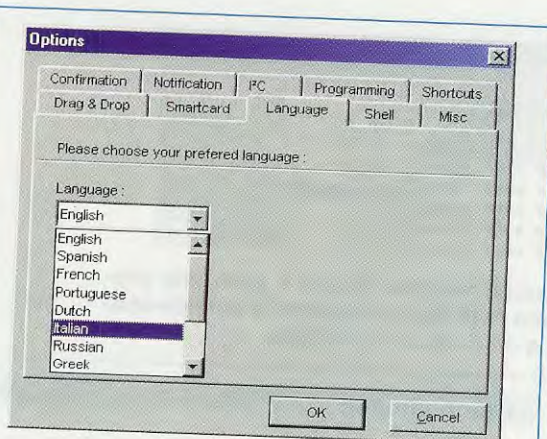 Options
Confirmation Notification I²C Programming Shortcuts
Drag & Drop Smartcard Language Shell Misc
Please choose your prefered language :
Language :
English
English
Spanish
French
Portuguese
Dutch
Italian
Russian
Greek
OK Cancel